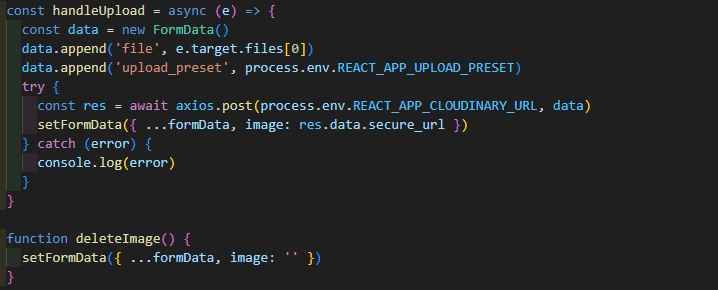 const handleUpload = async (e) => {
  const data = new FormData()
  data.append('file', e.target.files[0])
  data.append('upload_preset', process.env.REACT_APP_UPLOAD_PRESET)
  try {
    const res = await axios.post(process.env.REACT_APP_CLOUDINARY_URL, data)
    setFormData({ ...formData, image: res.data.secure_url })
  } catch (error) {
    console.log(error)
  }
}

function deleteImage() {
  setFormData({ ...formData, image: '' })
}